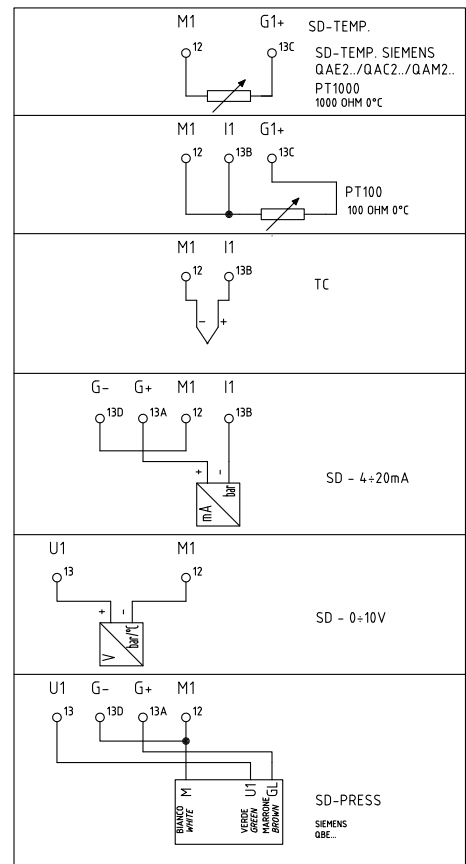 M1 G1+ SD-TEMP.
12 13C
SD-TEMP. SIEMENS
QAE2../QAC2../QAM2..
PT1000
1000 OHM 0°C
M1 I1 G1+
12 13B 13C
PT100
100 OHM 0°C
M1 I1
12 13B
TC
- +
G- G+ M1 I1
13D 13A 12 13B
+ -
mA bar
SD - 4÷20mA
U1 M1
13 12
+ -
V bar/°C
SD - 0÷10V
U1 G- G+ M1
13 13D 13A 12
M U1 GL
BIANCO VERDE MARRONE
WHITE GREEN BROWN
SD-PRESS
SIEMENS
QBE...